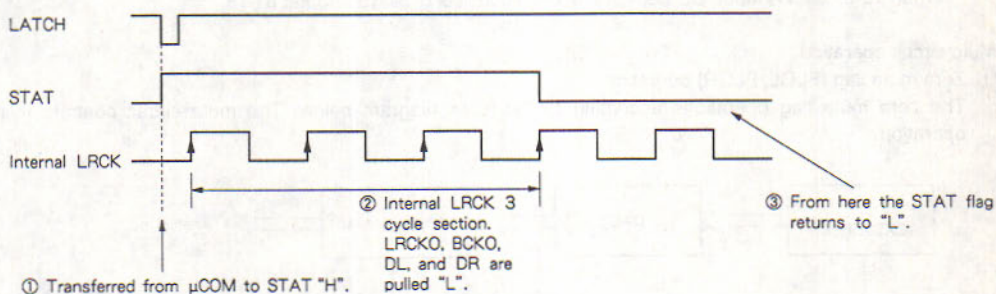 LATCH
STAT
Internal LRCK
② Internal LRCK 3
cycle section.
LRCKO, BCKO,
DL, and DR are
pulled "L".
③ From here the STAT flag
returns to "L".
① Transferred from μCOM to STAT "H".